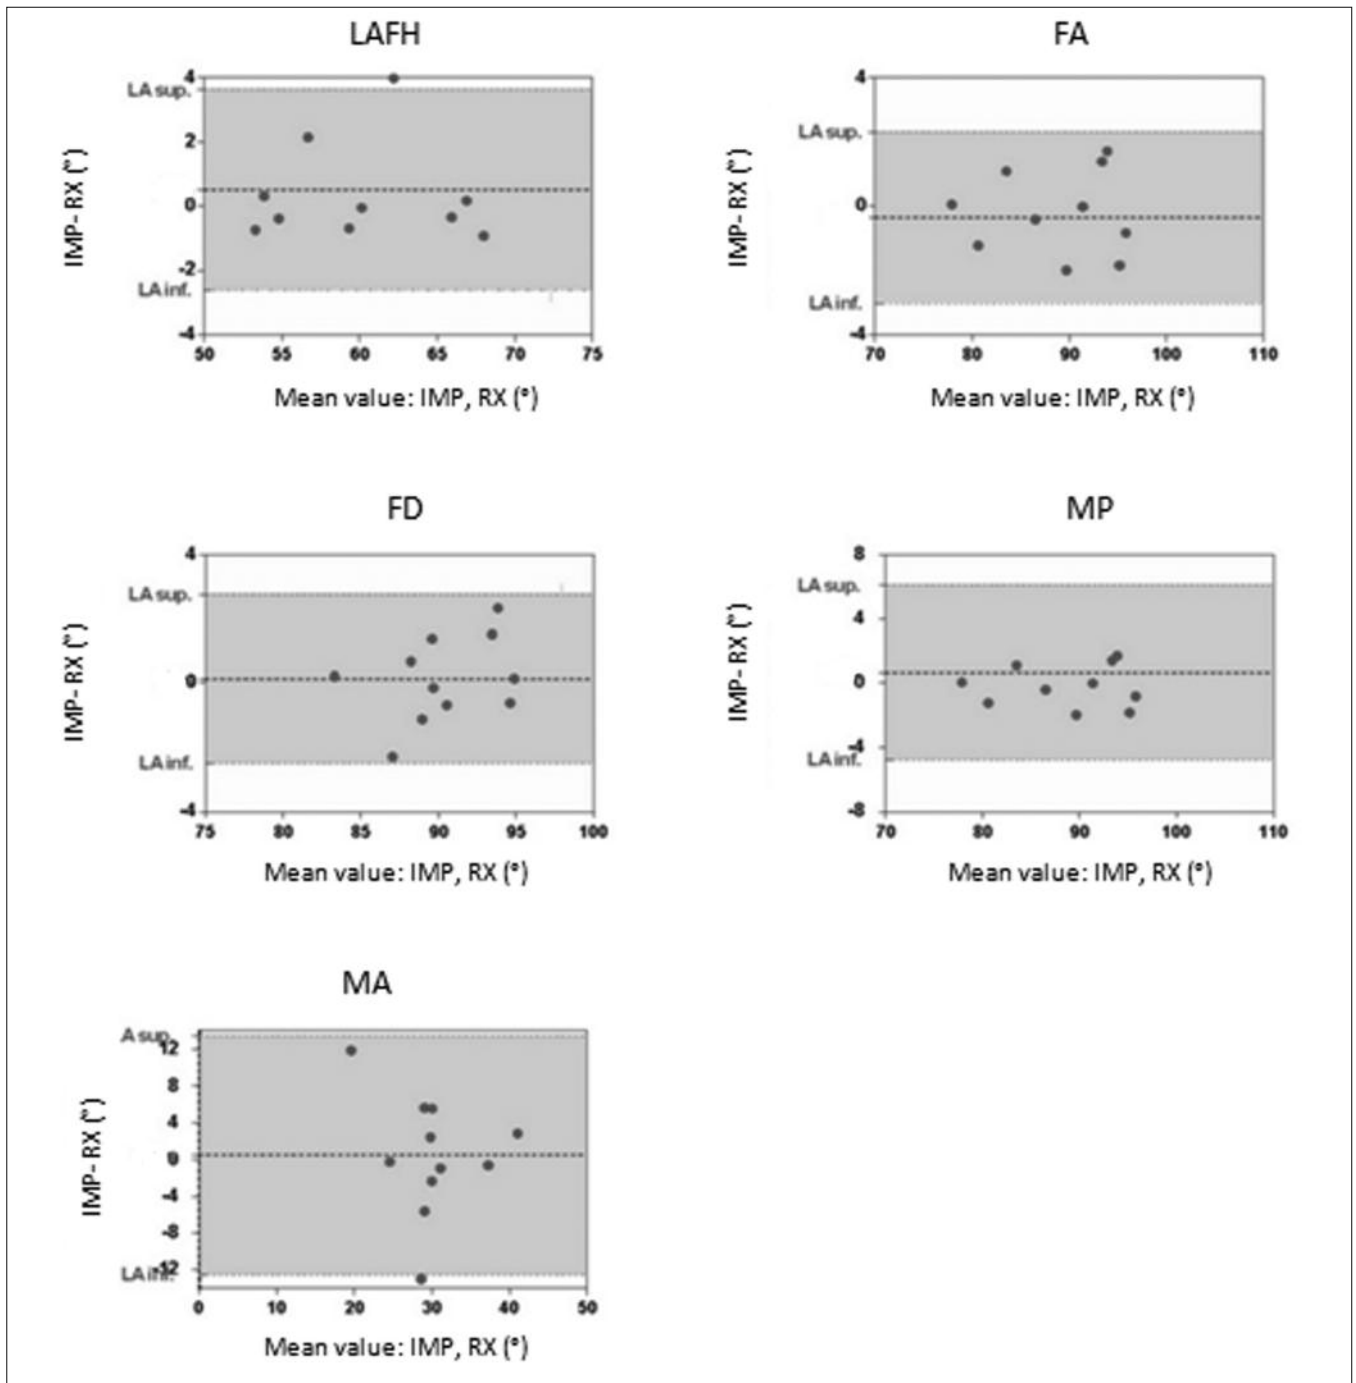 LAFH
4
LA sup.
2
0
-2
LA inf.
-4
50 55 60 65 70 75
IMP- RX (°)
Mean value: IMP, RX (°)
FA
4
LA sup.
0
LA inf.
-4
70 80 90 100 110
IMP- RX (°)
Mean value: IMP, RX (°)
FD
4
LA sup.
0
LA inf.
-4
75 80 85 90 95 100
IMP- RX (°)
Mean value: IMP, RX (°)
MP
8
LA sup.
4
0
-4
LA inf.
-8
70 80 90 100 110
IMP- RX (°)
Mean value: IMP, RX (°)
MA
A sup.
12
8
4
0
-4
-8
-12
LA inf.
0 10 20 30 40 50
IMP- RX (°)
Mean value: IMP, RX (°)